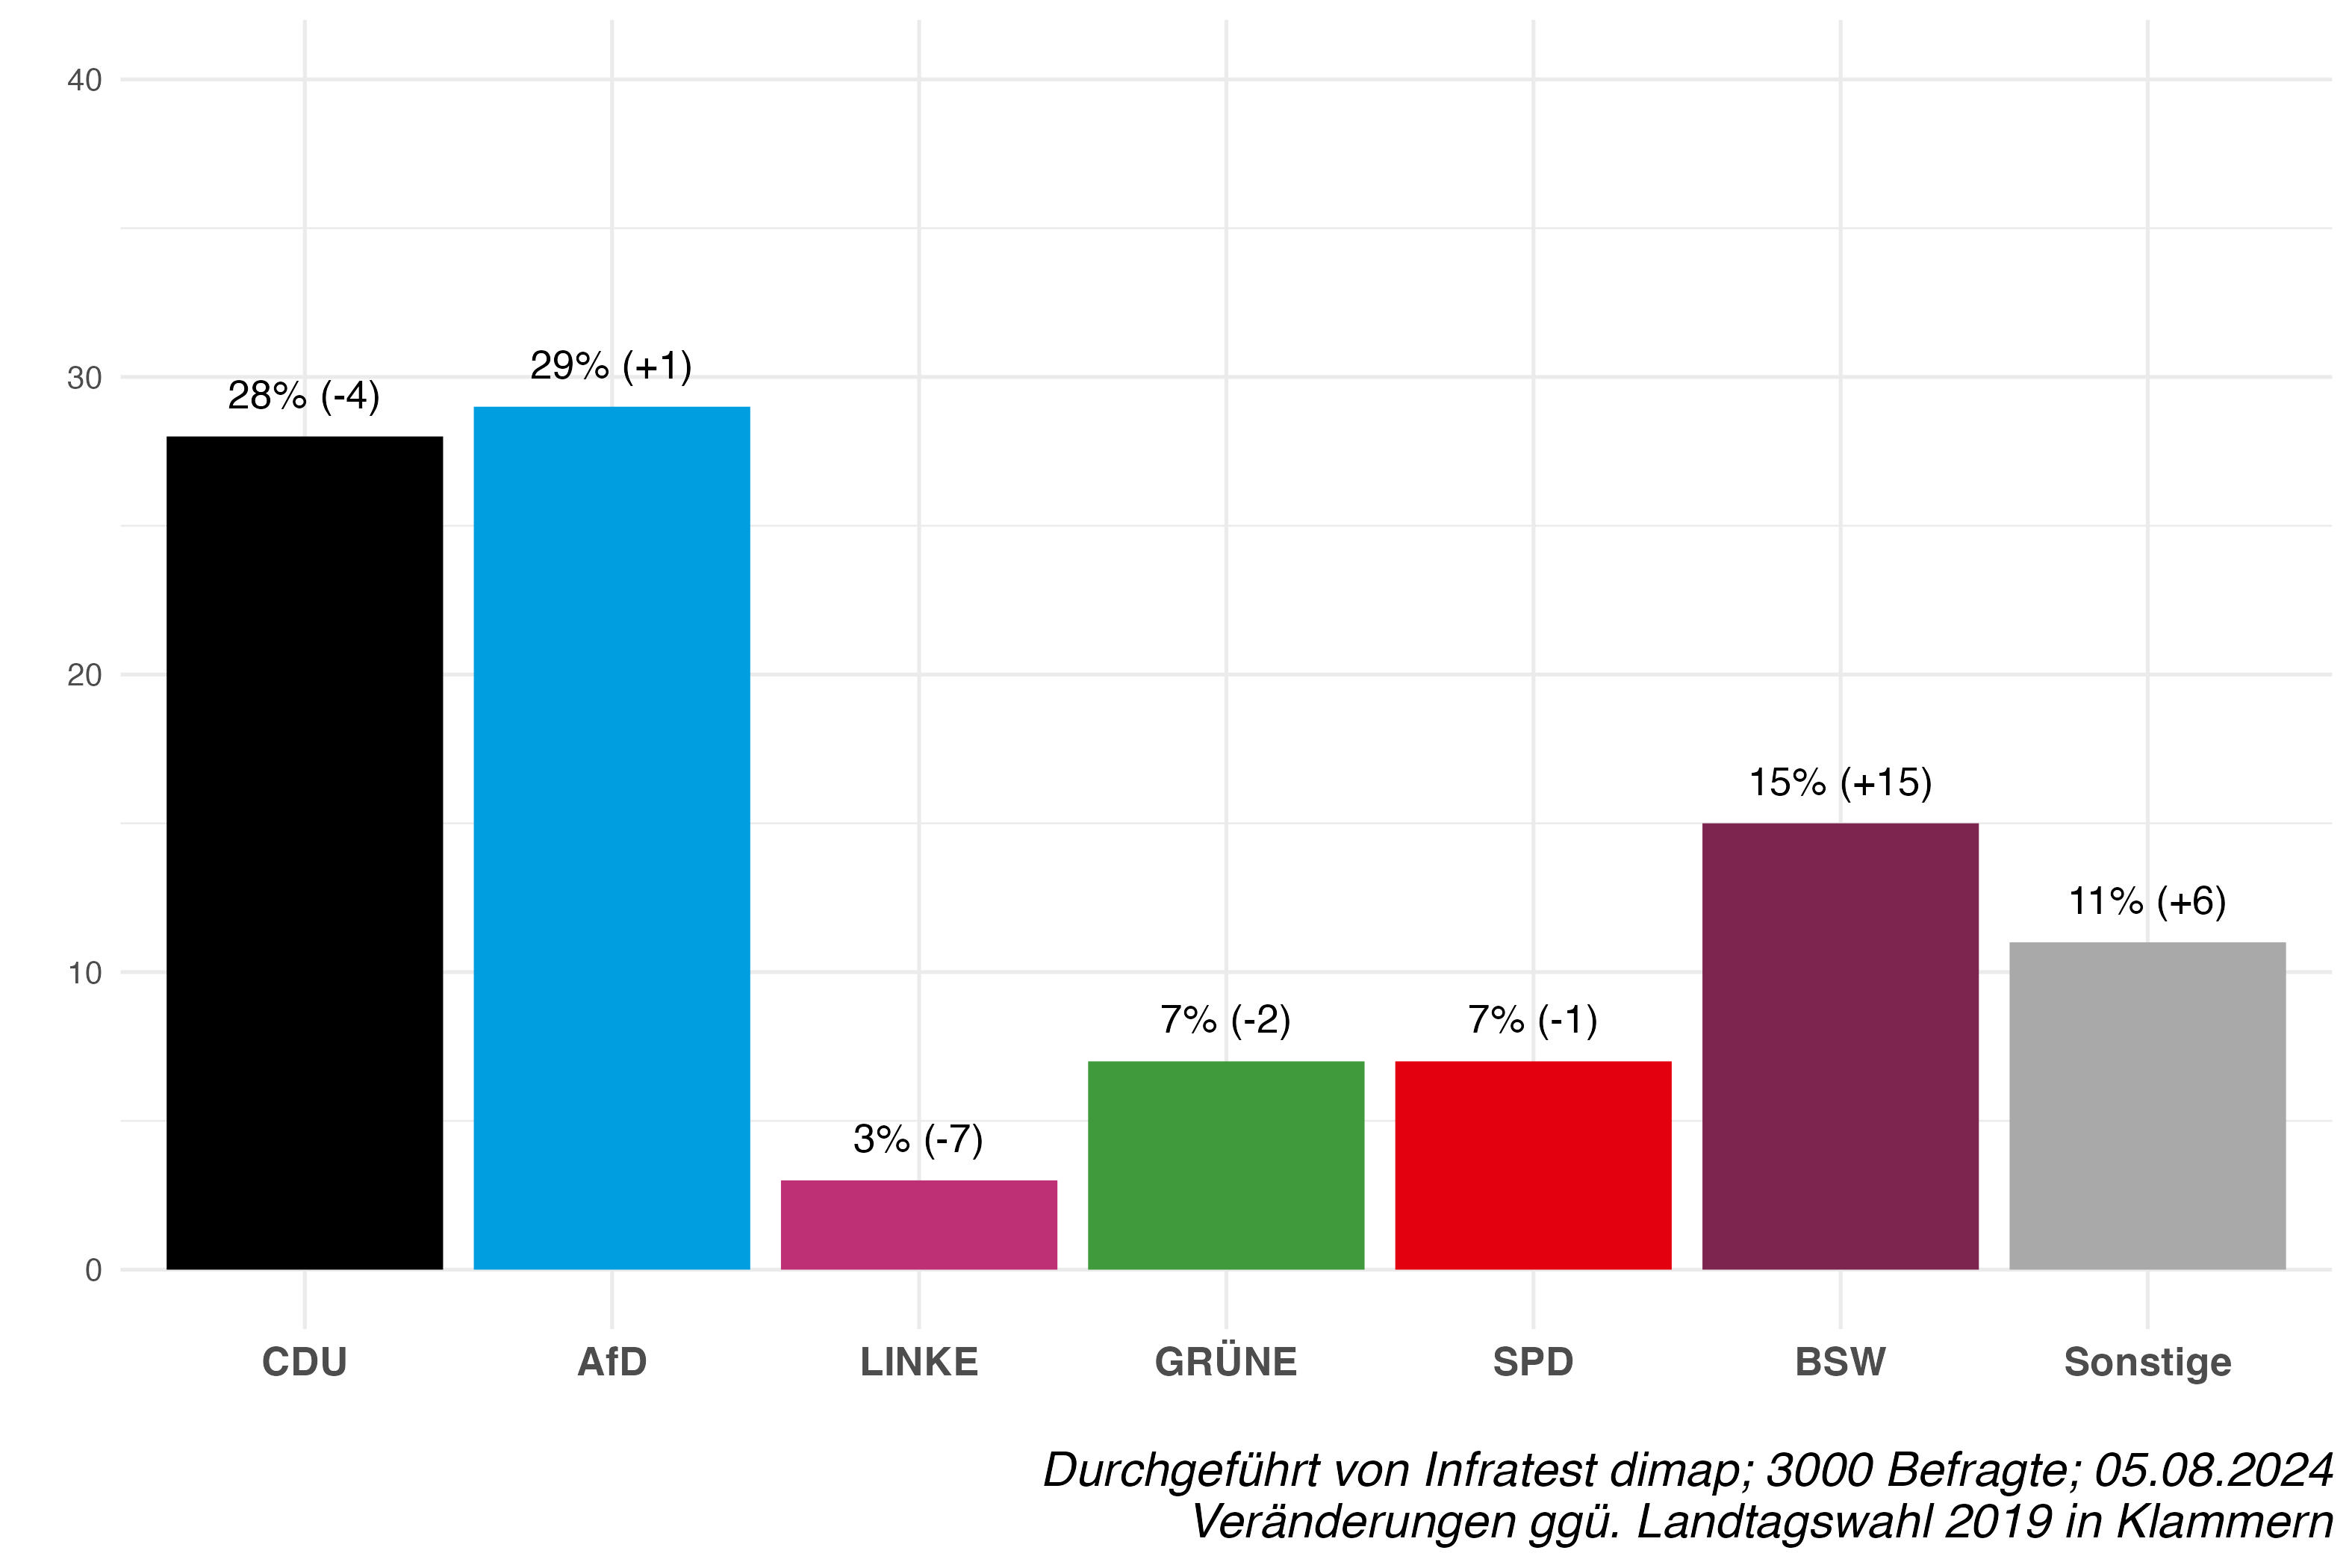 40
30
20
10
0
28% (-4)
29% (+1)
3% (-7)
7% (-2)
7% (-1)
15% (+15)
11% (+6)
CDU
AfD
LINKE
GRÜNE
SPD
BSW
Sonstige
Durchgeführt von Infratest dimap; 3000 Befragte; 05.08.2024
Veränderungen ggü. Landtagswahl 2019 in Klammern